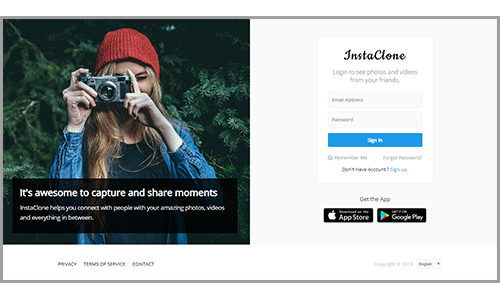 InstaClone
Login to see photos and videos
from your friends.
Email Address
Password
Sign In
Remember Me
Forgot Password?
Don't Have Account? Sign up.
Get the App
Download on the
App Store
GET IT ON
Google Play
It's awesome to capture and share moments
InstaClone helps you connect with people with your amazing photos, videos
and everything in between.
PRIVACY
TERMS OF SERVICE
CONTACT
Copyright © 2016
English